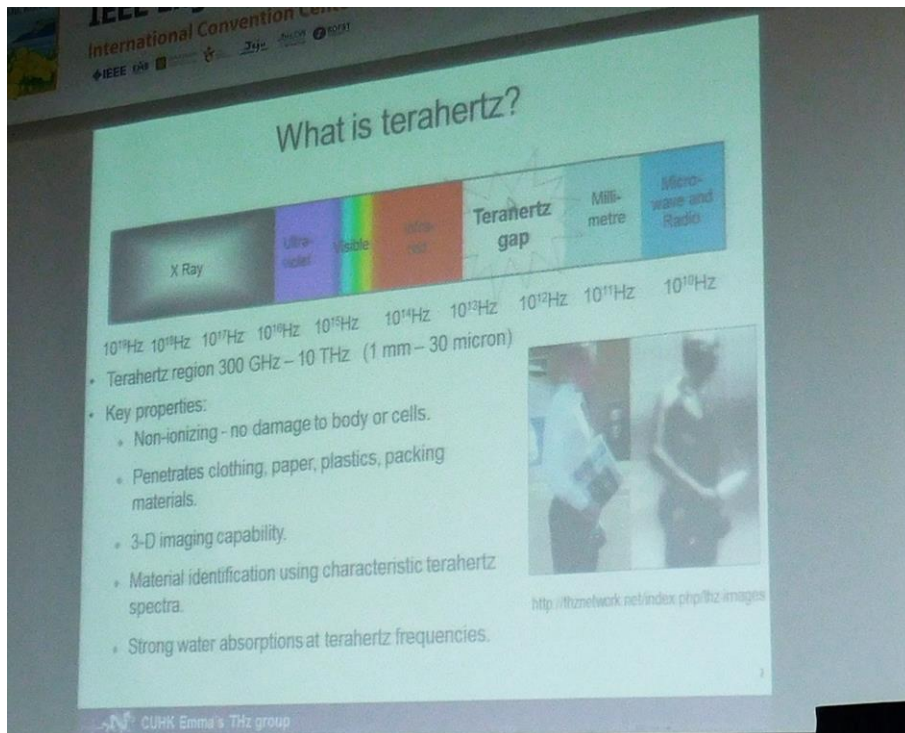 International Convention
IEEE
What is terahertz?
X Ray
Ultra-
violet
Visible
Infra-
red
Terahertz
gap
Milli-
metre
Micro-
wave and
Radio
10¹⁹Hz 10¹⁸Hz 10¹⁷Hz 10¹⁶Hz 10¹⁵Hz 10¹⁴Hz 10¹³Hz 10¹²Hz 10¹¹Hz 10¹⁰Hz
• Terahertz region 300 GHz – 10 THz (1 mm – 30 micron)
• Key properties:
• Non-ionizing - no damage to body or cells.
• Penetrates clothing, paper, plastics, packing
materials.
• 3-D imaging capability.
• Material identification using characteristic terahertz
spectra.
• Strong water absorptions at terahertz frequencies.
http://thznetwork.net/index.php/thz-images
CUHK Emma's THz group